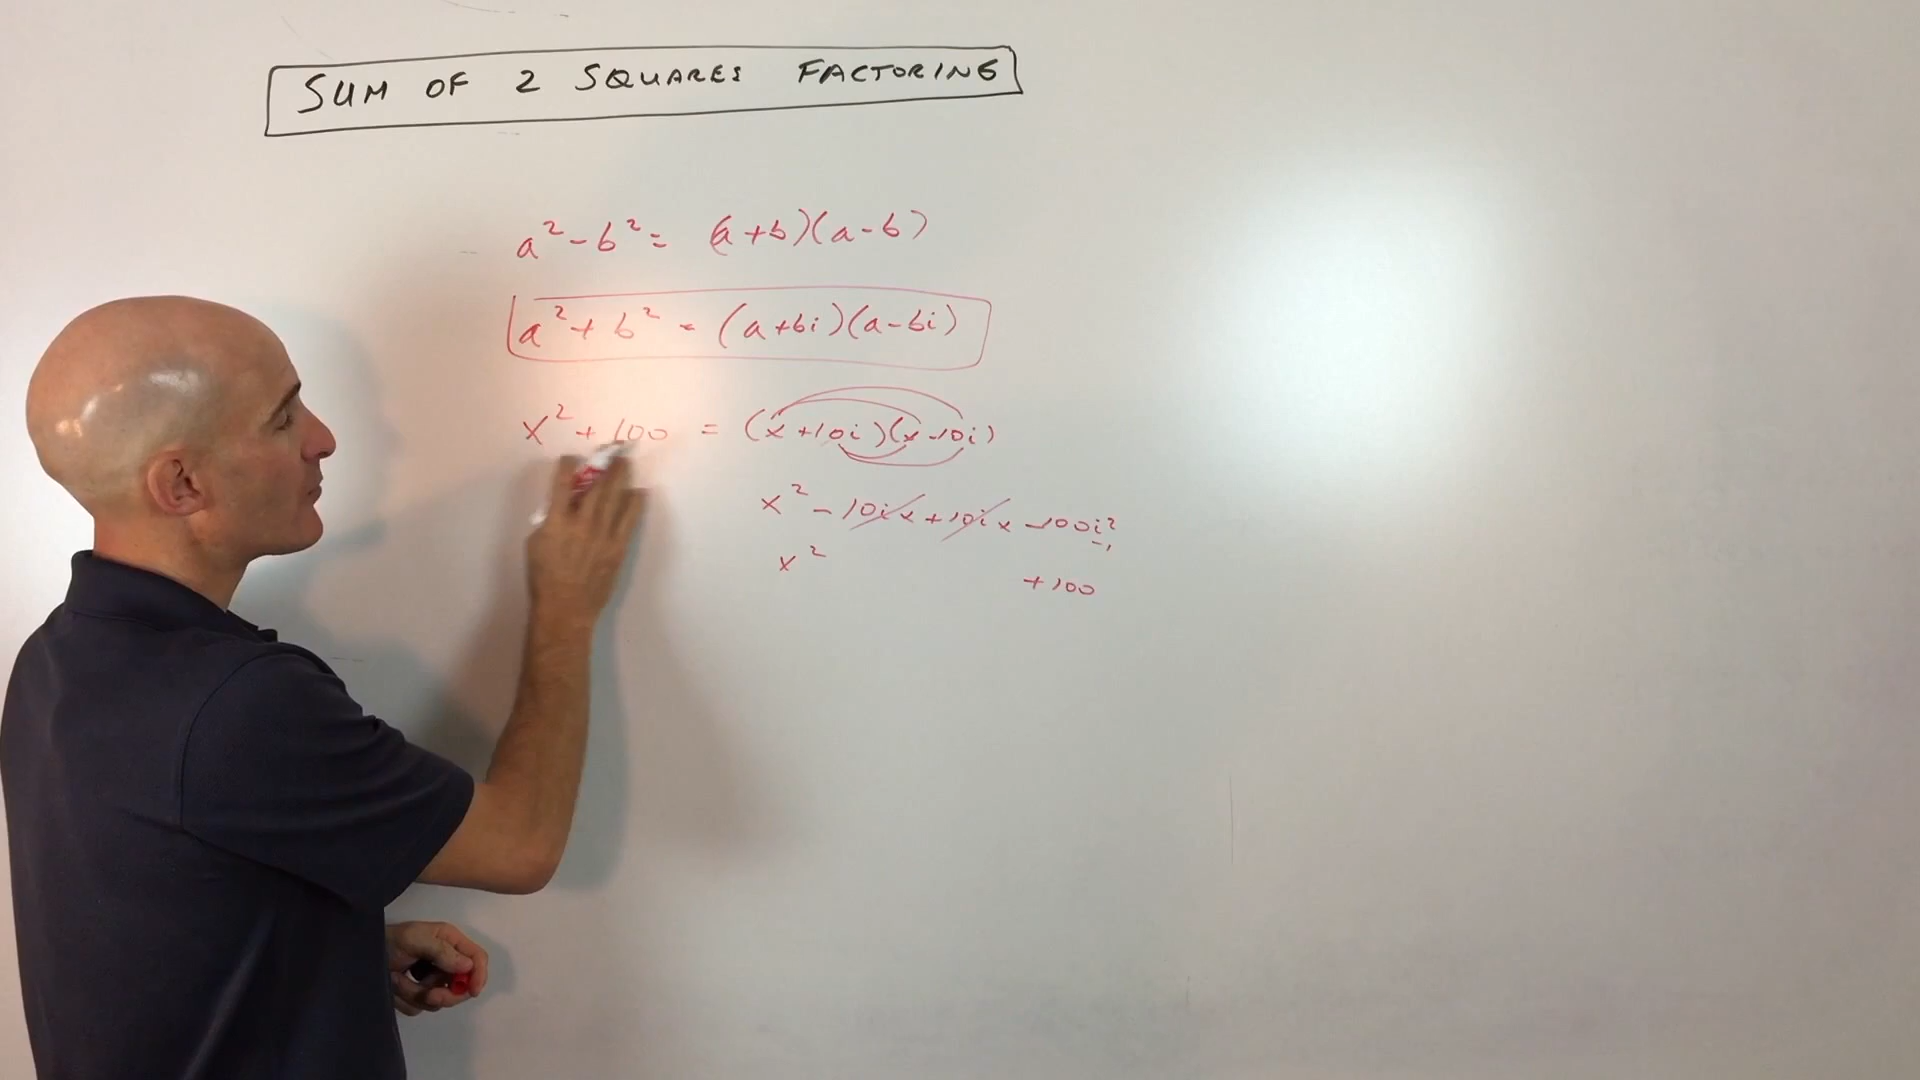 SUM OF 2 SQUARES FACTORING
a² - b² = (a + b)(a - b)
a² + b² = (a + bi)(a - bi)
x² + 100 = (x + 10i)(x - 10i)
x² - 10ix + 10ix - 100i²
-1
x² + 100